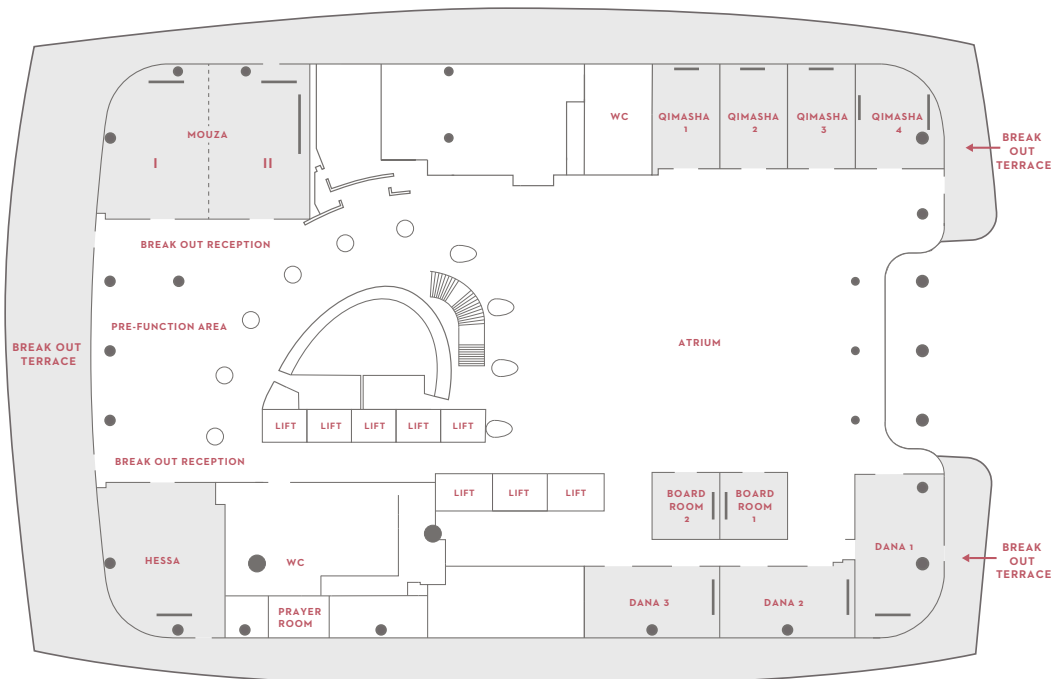 MOUZA
I
II
WC
QIMASHA
1
QIMASHA
2
QIMASHA
3
QIMASHA
4
BREAK
OUT
TERRACE
BREAK OUT RECEPTION
PRE-FUNCTION AREA
BREAK OUT
TERRACE
ATRIUM
LIFT
LIFT
LIFT
LIFT
LIFT
BREAK OUT RECEPTION
LIFT
LIFT
LIFT
BOARD
ROOM
2
BOARD
ROOM
1
HESSA
WC
DANA 1
BREAK
OUT
TERRACE
PRAYER
ROOM
DANA 3
DANA 2